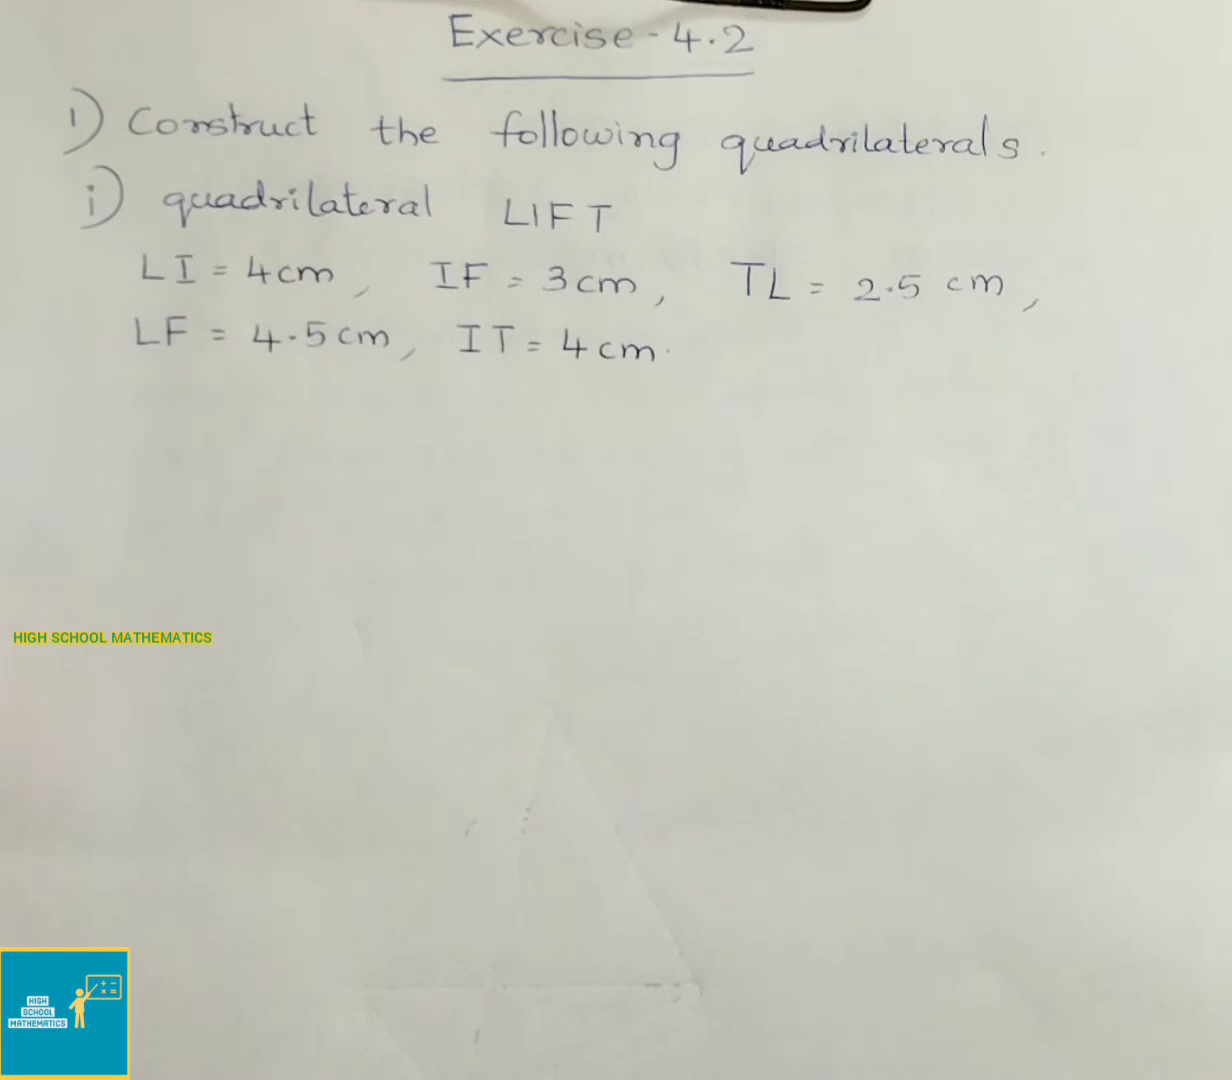 Exercise - 4.2
1) Construct the following quadrilaterals.
i) quadrilateral LIFT
LI = 4cm, IF = 3cm, TL = 2.5 cm,
LF = 4.5cm, IT = 4cm.
HIGH SCHOOL MATHEMATICS
HIGH
SCHOOL
MATHEMATICS